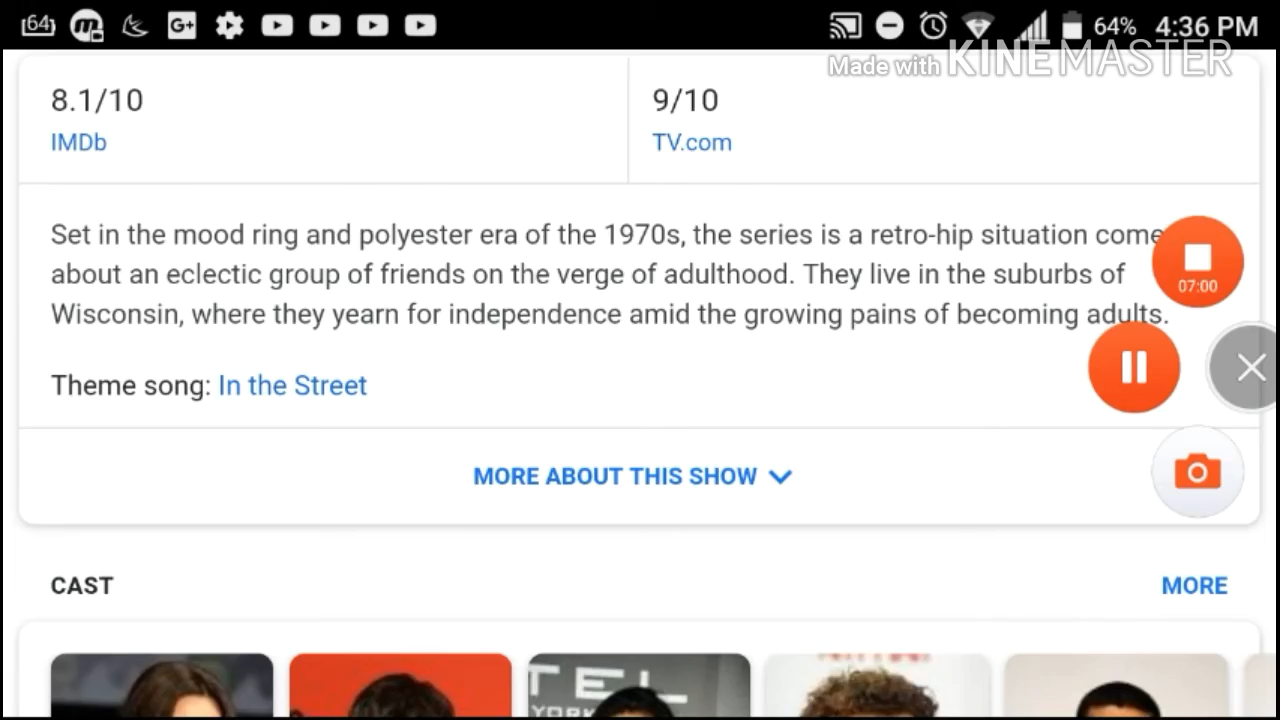 64 G+ 64% 4:36 PM
Made with KINEMASTER
8.1/10 9/10
IMDb TV.com
Set in the mood ring and polyester era of the 1970s, the series is a retro-hip situation come
about an eclectic group of friends on the verge of adulthood. They live in the suburbs of
Wisconsin, where they yearn for independence amid the growing pains of becoming adults.
07:00
Theme song: In the Street
MORE ABOUT THIS SHOW
CAST MORE
TEL
YORK